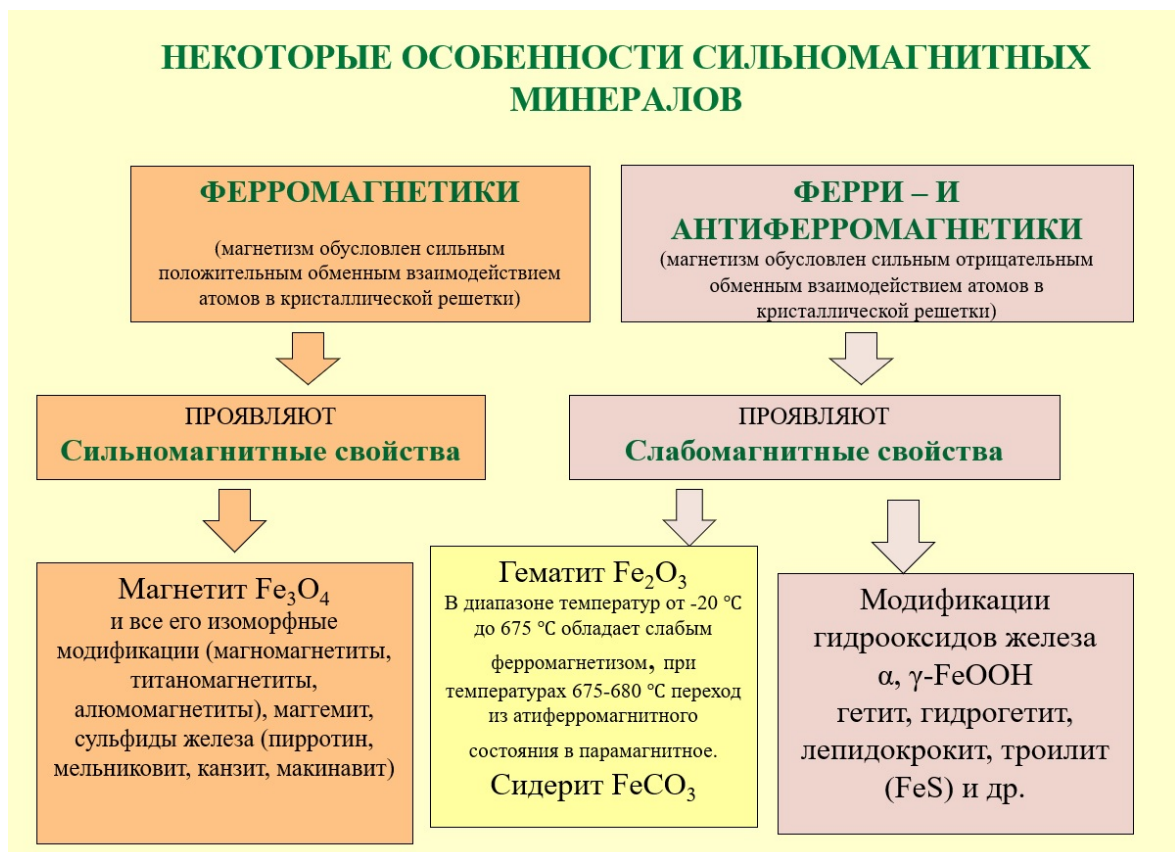 НЕКОТОРЫЕ ОСОБЕННОСТИ СИЛЬНОМАГНИТНЫХ
МИНЕРАЛОВ
ФЕРРОМАГНЕТИКИ
(магнетизм обусловлен сильным
положительным обменным взаимодействием
атомов в кристаллической решетки)
ФЕРРИ – И
АНТИФЕРРОМАГНЕТИКИ
(магнетизм обусловлен сильным отрицательным
обменным взаимодействием атомов в
кристаллической решетки)
ПРОЯВЛЯЮТ
Сильномагнитные свойства
ПРОЯВЛЯЮТ
Слабомагнитные свойства
Магнетит Fe₃O₄
и все его изоморфные
модификации (магномагнетиты,
титаномагнетиты,
алюмомагнетиты), маггемит,
сульфиды железа (пирротин,
мельниковит, канзит, макинавит)
Гематит Fe₂O₃
В диапазоне температур от -20 °C
до 675 °C обладает слабым
ферромагнетизом, при
температурах 675-680 °C переход
из атиферромагнитного
состояния в парамагнитное.
Сидерит FeCO₃
Модификации
гидрооксидов железа
α, γ-FeOOH
гетит, гидрогетит,
лепидокрокит, троилит
(FeS) и др.